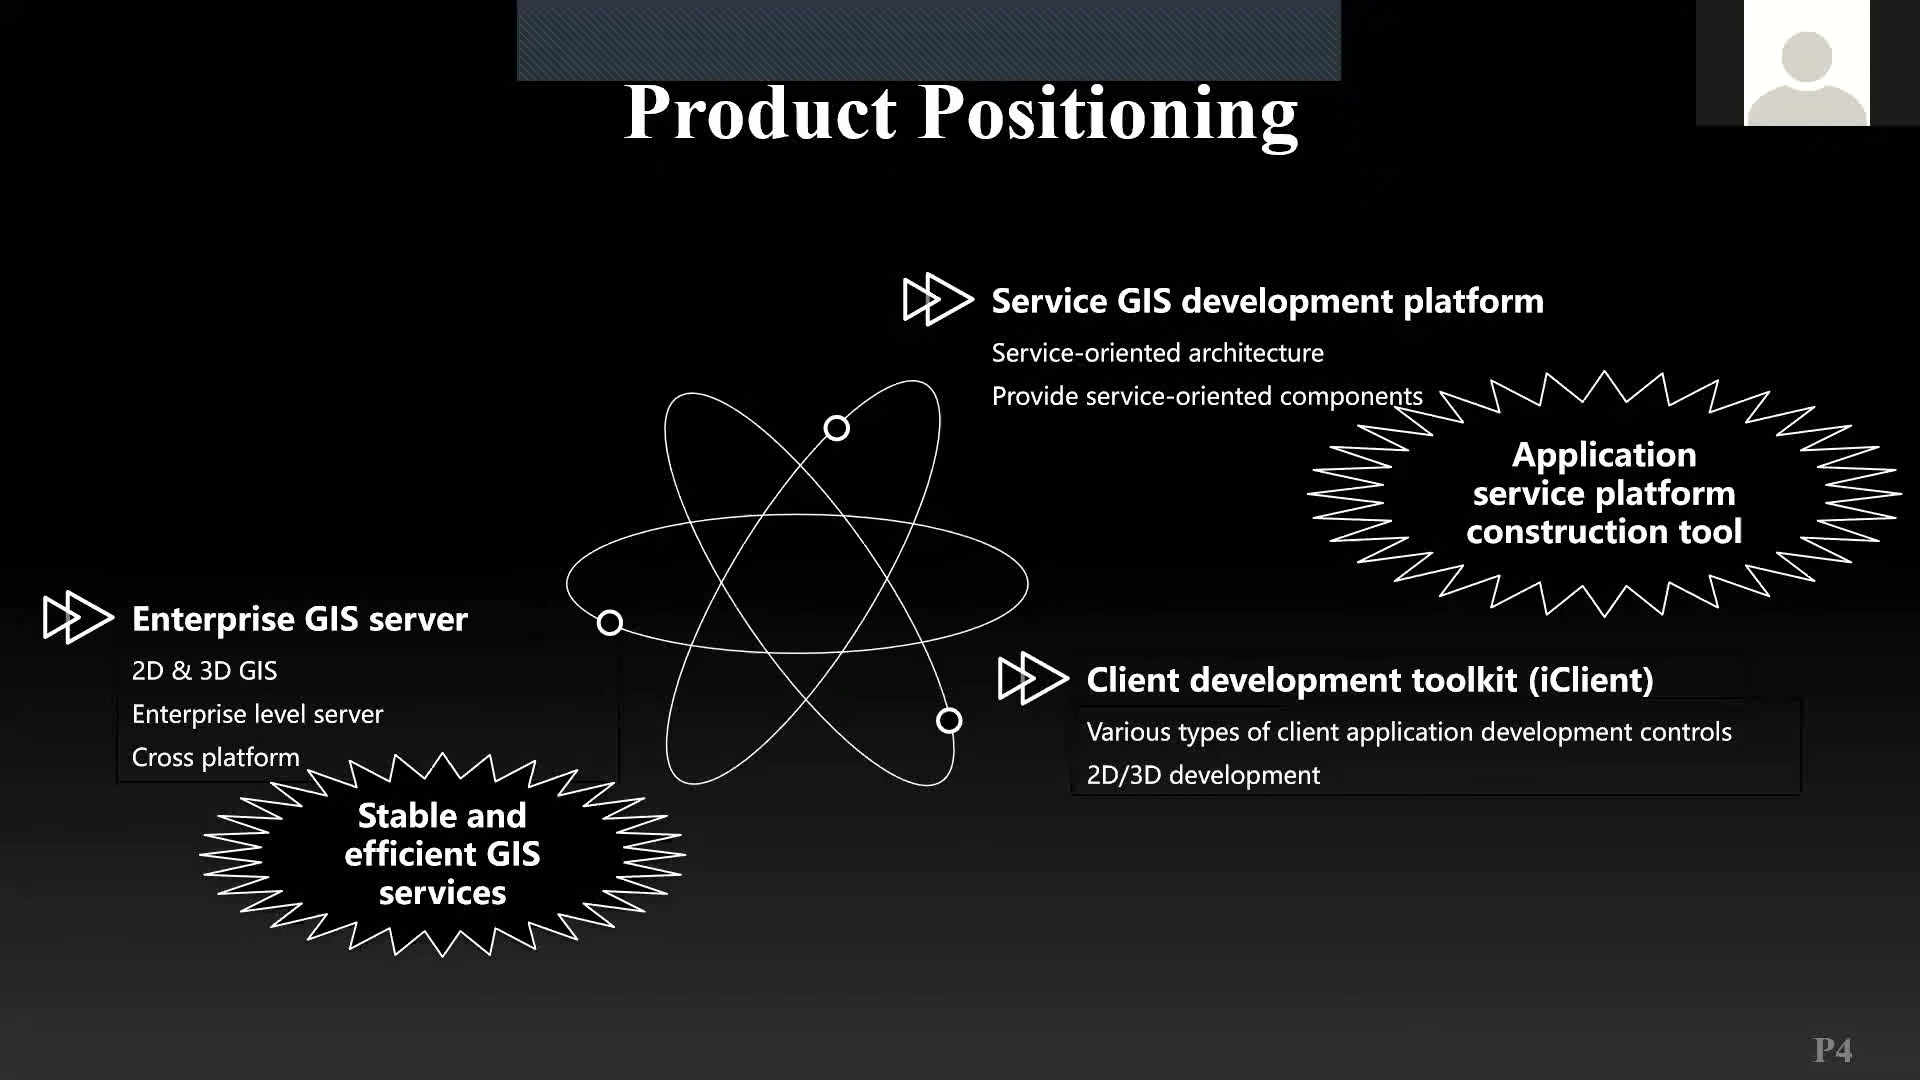 Product Positioning
Service GIS development platform
Service-oriented architecture
Provide service-oriented components
Application
service platform
construction tool
Enterprise GIS server
2D & 3D GIS
Enterprise level server
Cross platform
Stable and
efficient GIS
services
Client development toolkit (iClient)
Various types of client application development controls
2D/3D development
P4